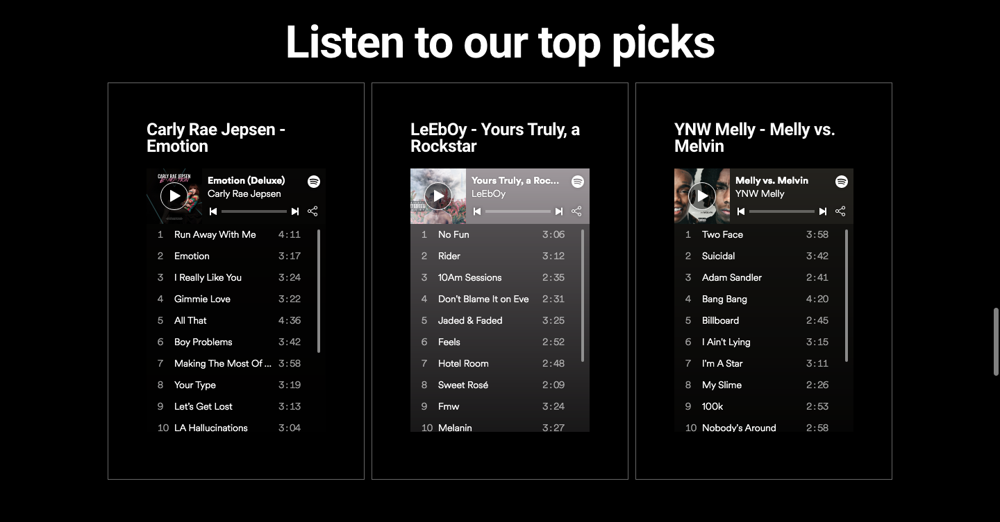 Listen to our top picks
Carly Rae Jepsen -
Emotion
CARLY RAE JEPSEN
E·MO·TION
Emotion (Deluxe)
Carly Rae Jepsen
1 Run Away With Me 4:11
2 Emotion 3:17
3 I Really Like You 3:24
4 Gimmie Love 3:22
5 All That 4:36
6 Boy Problems 3:42
7 Making The Most Of ... 3:58
8 Your Type 3:19
9 Let's Get Lost 3:13
10 LA Hallucinations 3:04
LeEbOy - Yours Truly, a
Rockstar
Yours Truly, a Roc...
LeEbOy
1 No Fun 3:06
2 Rider 3:12
3 10Am Sessions 2:35
4 Don't Blame It on Eve 2:31
5 Jaded & Faded 3:25
6 Feels 2:52
7 Hotel Room 2:48
8 Sweet Rosé 2:09
9 Fmw 3:24
10 Melanin 3:27
YNW Melly - Melly vs.
Melvin
Melly vs. Melvin
YNW Melly
1 Two Face 3:58
2 Suicidal 3:42
3 Adam Sandler 2:41
4 Bang Bang 4:20
5 Billboard 2:45
6 I Ain't Lying 3:15
7 I'm A Star 3:11
8 My Slime 2:26
9 100k 2:53
10 Nobody's Around 2:58